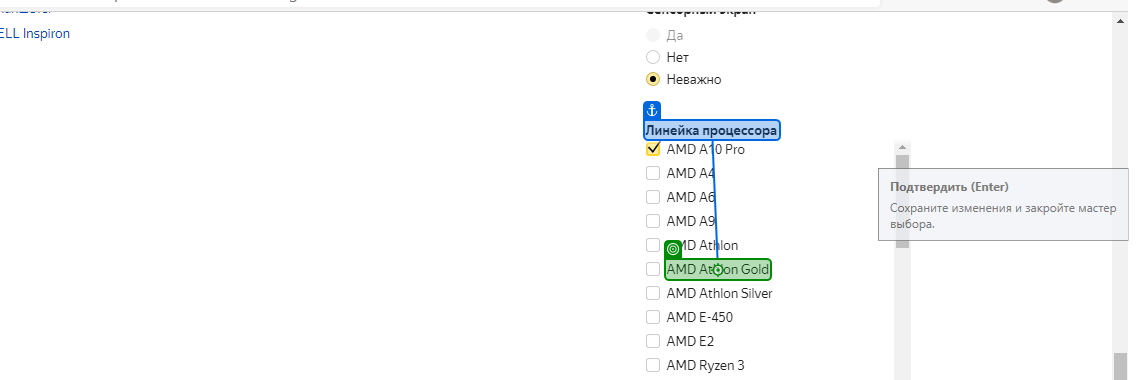 ELL Inspiron
Сенсорный экран
Да
Нет
Неважно
Линейка процессора
AMD A10 Pro
AMD A4
AMD A6
AMD A9
AMD Athlon
AMD Athlon Gold
AMD Athlon Silver
AMD E-450
AMD E2
AMD Ryzen 3
Подтвердить (Enter)
Сохраните изменения и закройте мастер
выбора.